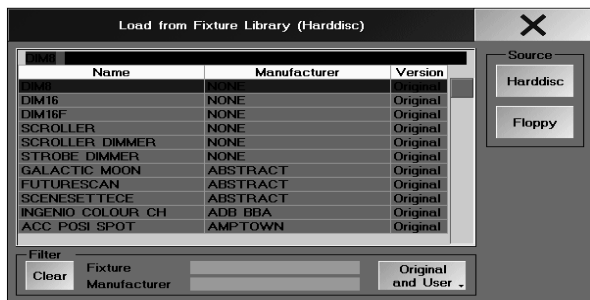 Load from Fixture Library (Harddisc)
DIM8
Source
Name Manufacturer Version
DIM8 NONE Original
DIM16 NONE Original
DIM16F NONE Original
SCROLLER NONE Original
SCROLLER DIMMER NONE Original
STROBE DIMMER NONE Original
GALACTIC MOON ABSTRACT Original
FUTURESCAN ABSTRACT Original
SCENESETTECE ABSTRACT Original
INGENIO COLOUR CH ADB BBA Original
ACC POSI SPOT AMPTOWN Original
Harddisc
Floppy
Filter
Clear
Fixture
Manufacturer
Original
and User